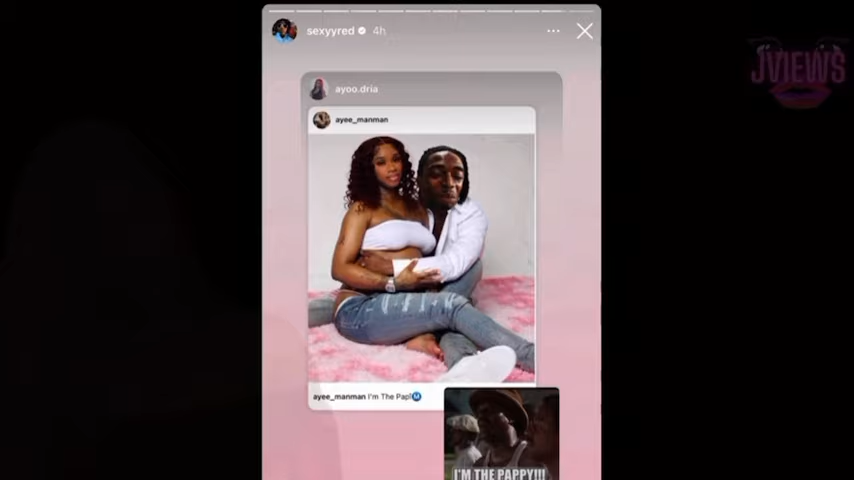 sexyyred 4h
JVIEWS
ayoo.dria
ayee_manman
ayee_manman I'm The Pap!
I'M THE PAPPY!!!